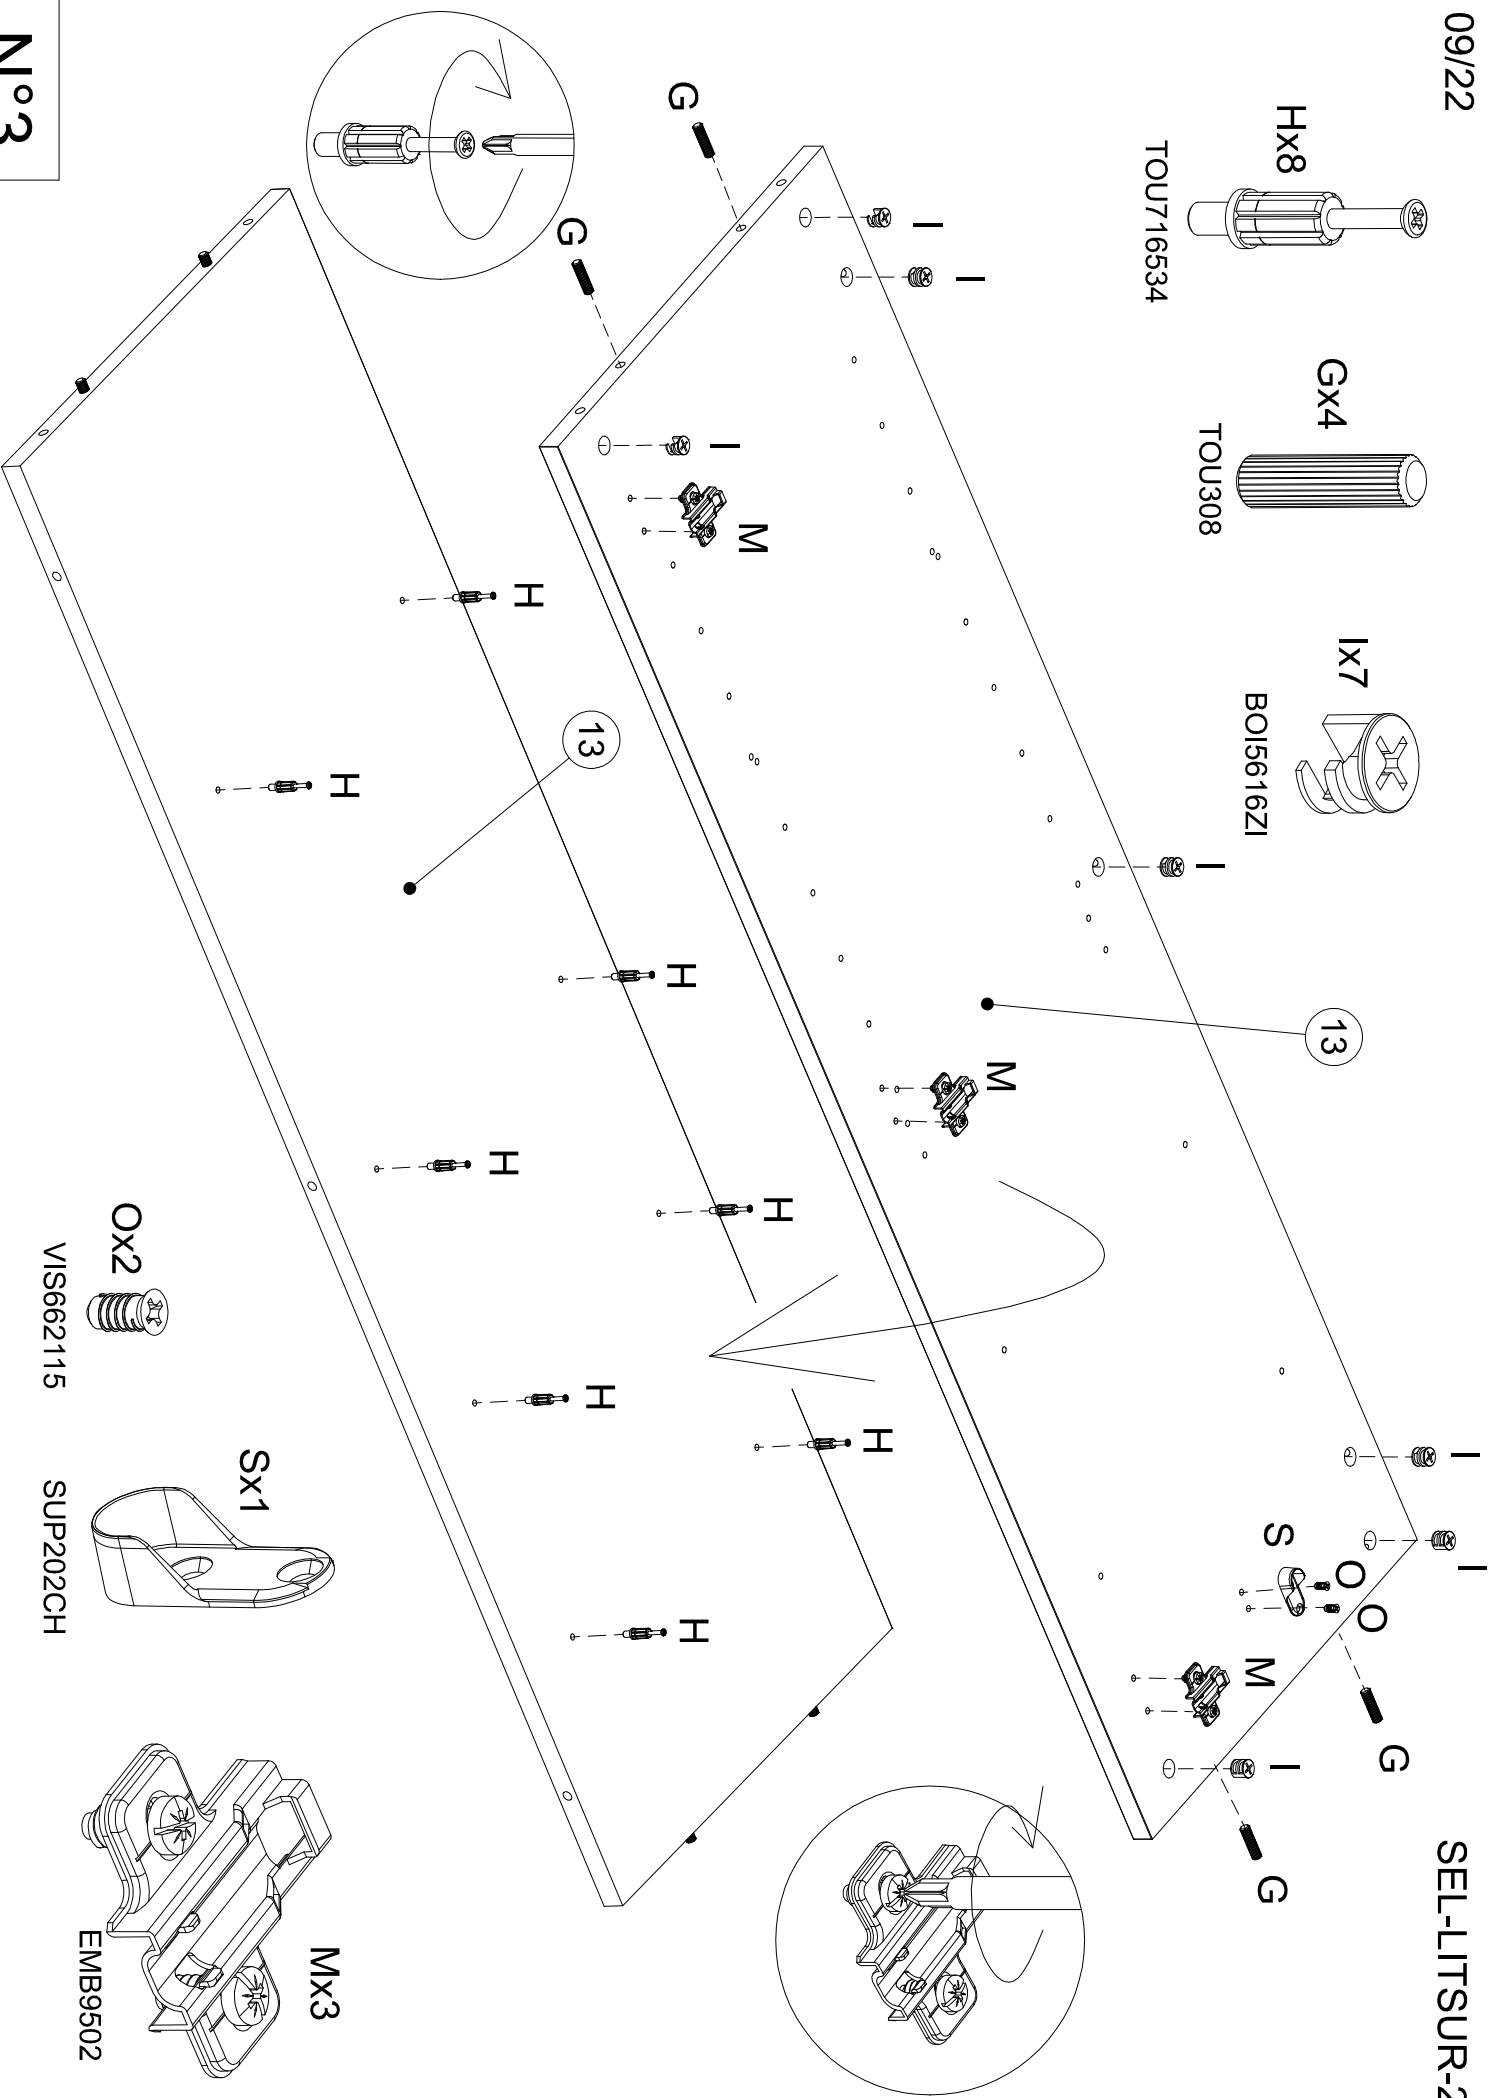 09/22
SEL-LITSUR-2
Hx8
TOU716534
Gx4
TOU308
Ix7
BOI5616ZI
G
G
I
I
I
M
I
13
M
I
I
S
O
O
M
G
I
G
H
H
13
H
H
H
H
H
H
Ox2
VIS662115
Sx1
SUP202CH
Mx3
EMB9502
N°3